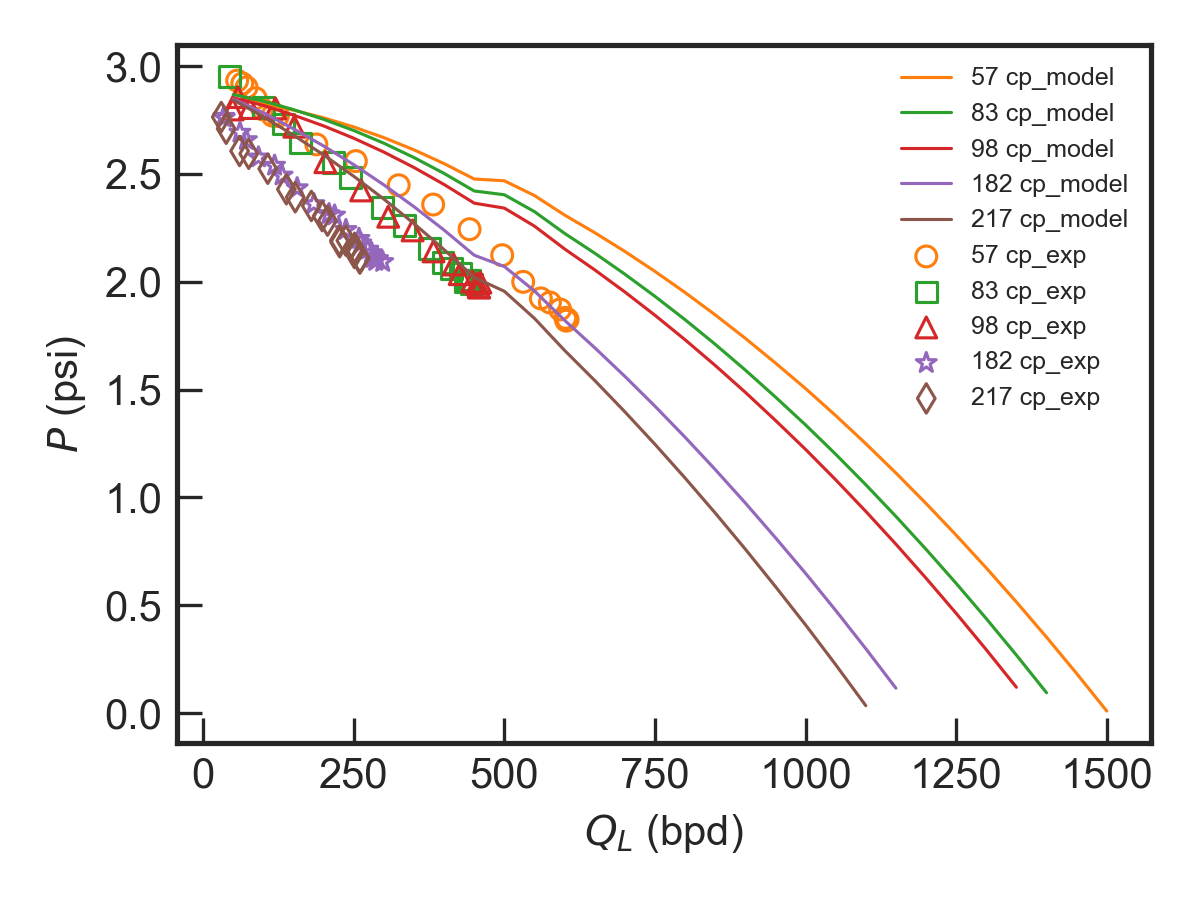 3.0
2.5
2.0
1.5
1.0
0.5
0.0
P (psi)
0 250 500 750 1000 1250 1500
Q_L (bpd)
57 cp_model
83 cp_model
98 cp_model
182 cp_model
217 cp_model
57 cp_exp
83 cp_exp
98 cp_exp
182 cp_exp
217 cp_exp